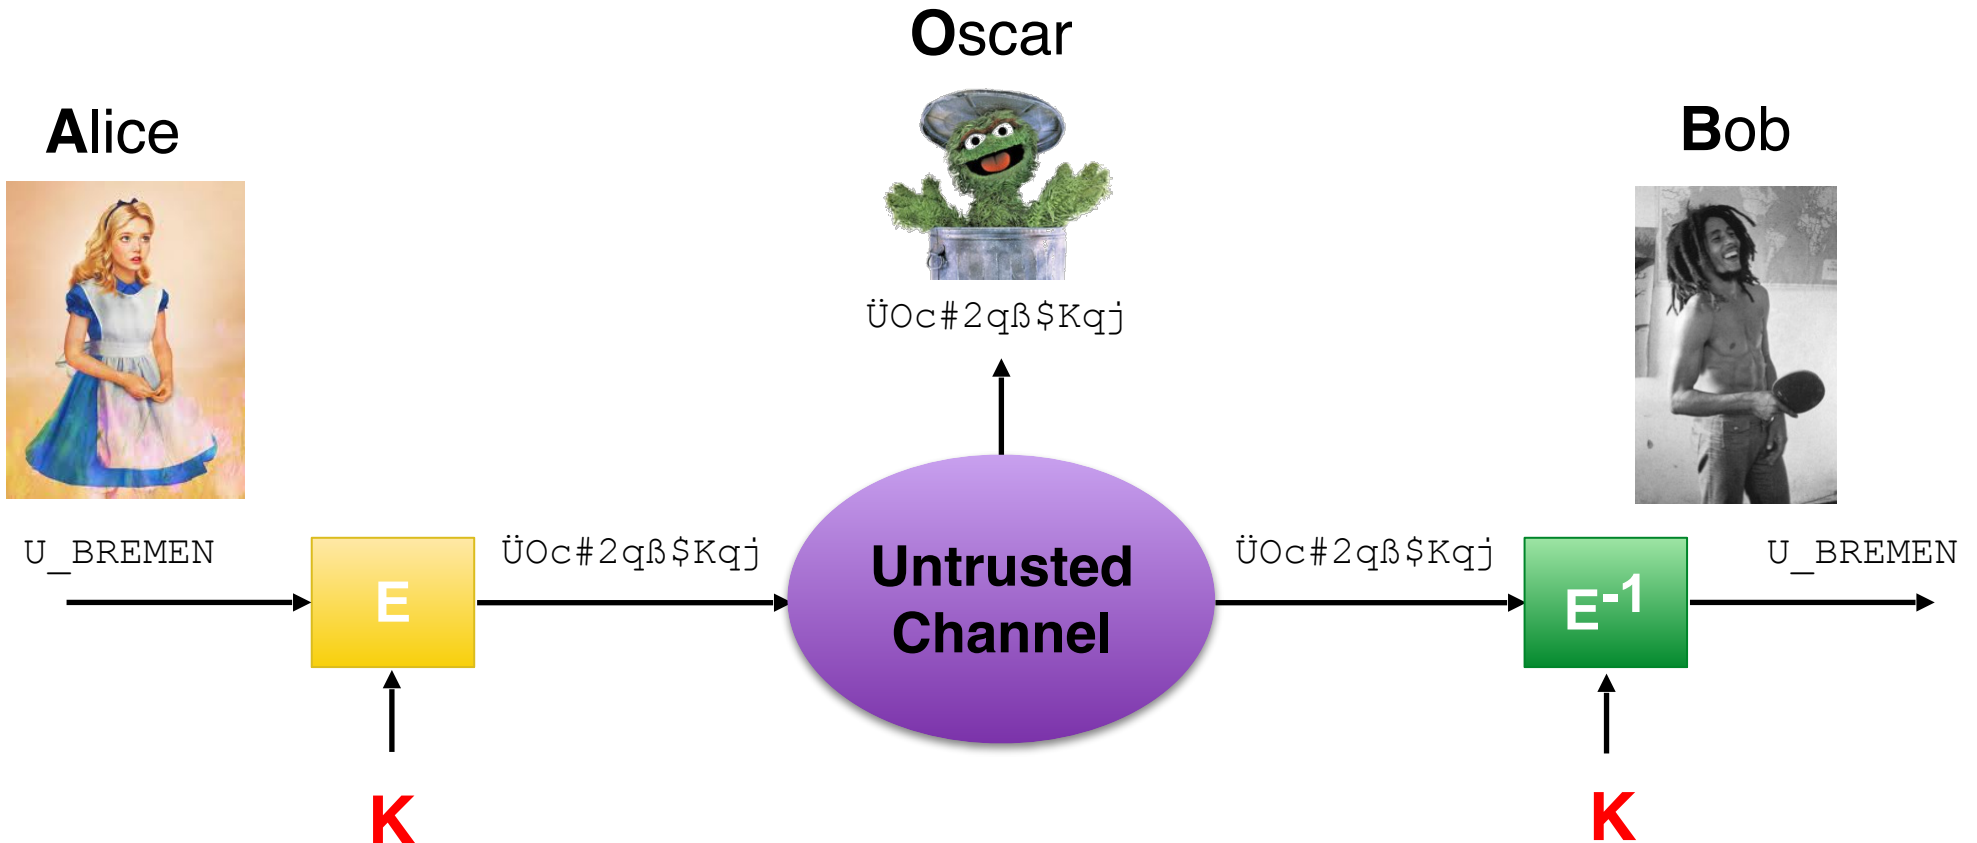 Oscar
Alice
Bob
ÜOc#2qß$Kqj
U_BREMEN
E
ÜOc#2qß$Kqj
Untrusted
Channel
ÜOc#2qß$Kqj
E-1
U_BREMEN
K
K